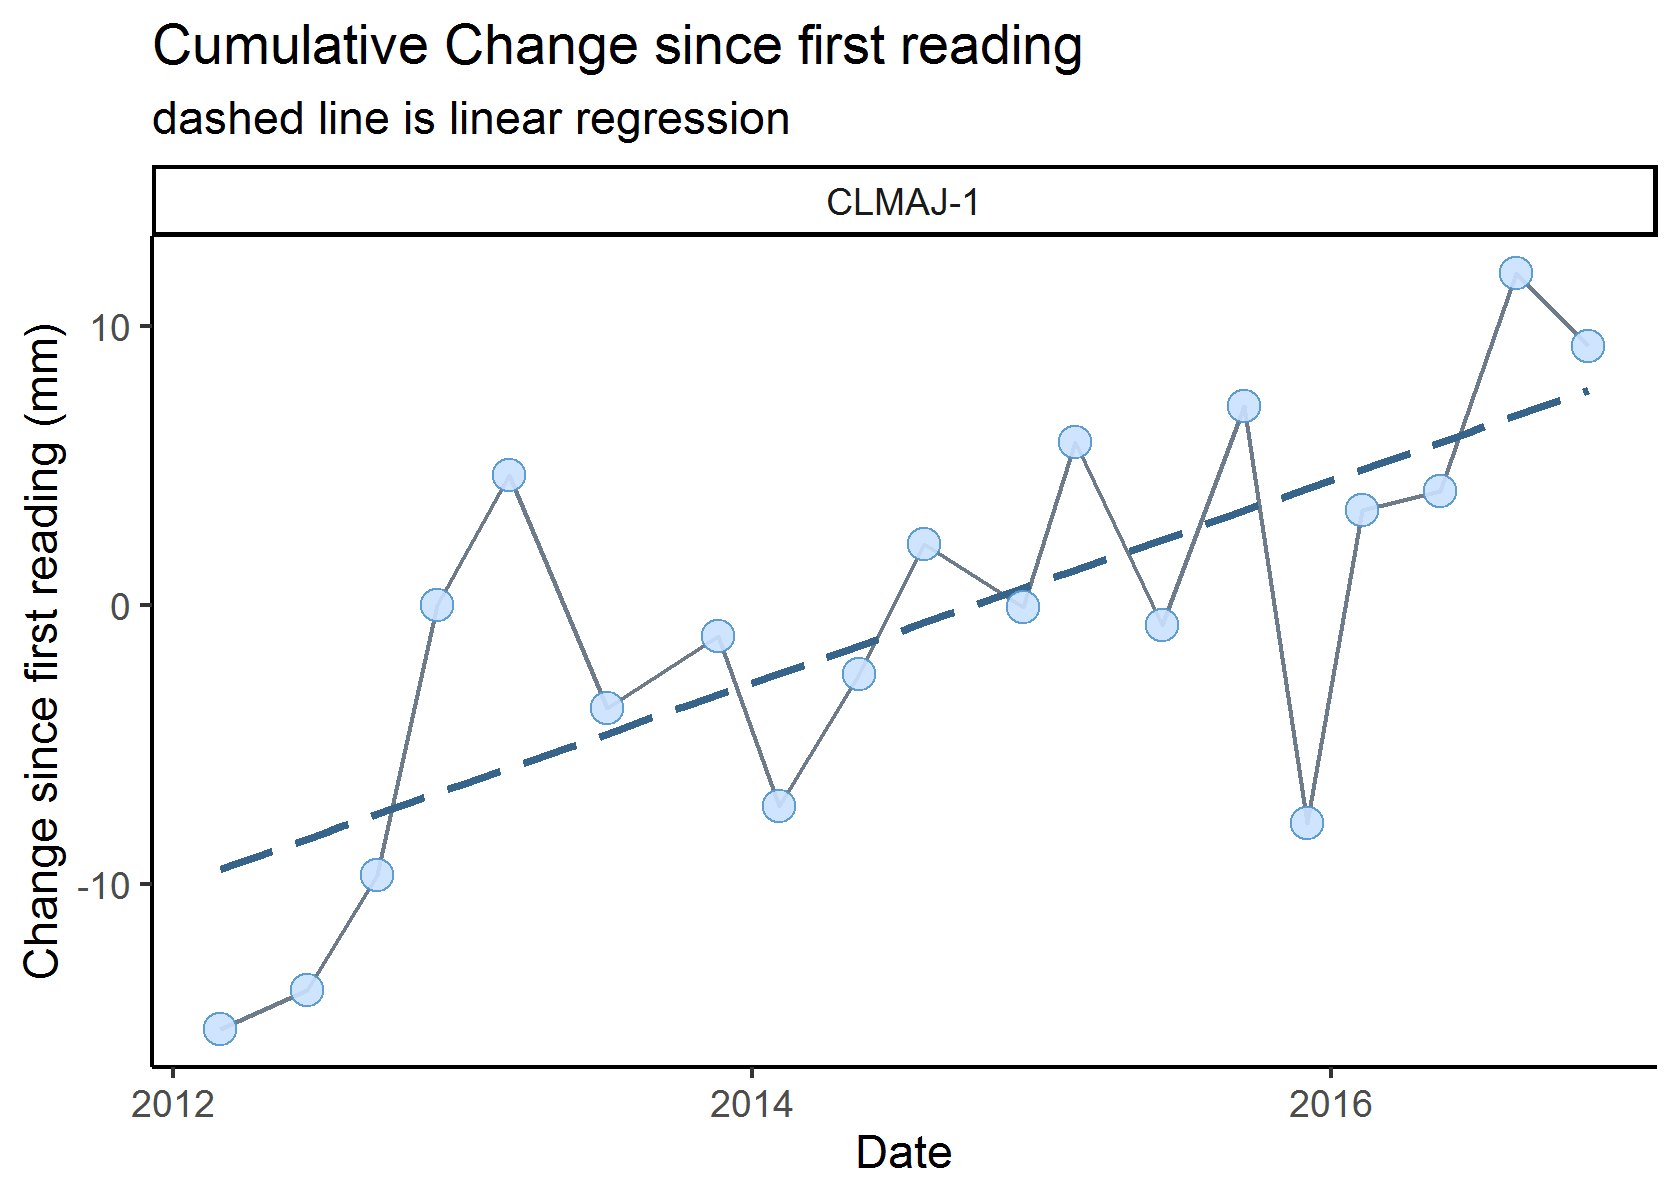 Cumulative Change since first reading
dashed line is linear regression
CLMAJ-1
Change since first reading (mm)
10
0
-10
2012
2014
2016
Date